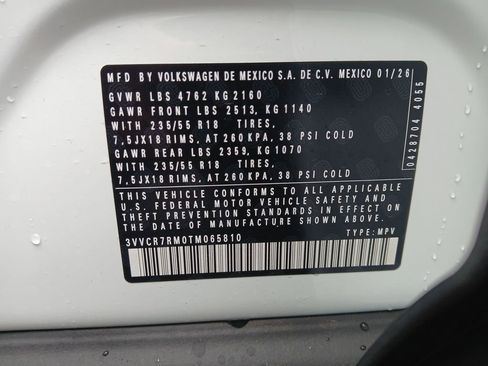 MFD BY VOLKSWAGEN DE MEXICO S.A. DE C.V. MEXICO 01/26
GVWR LBS 4762 KG 2160
GAWR FRONT LBS 2513, KG 1140
WITH 235/55 R18 TIRES,
7,5JX18 RIMS, AT 260 KPA, 38 PSI COLD
GAWR REAR LBS 2359, KG 1070
WITH 235/55 R18 TIRES,
7,5JX18 RIMS, AT 260 KPA, 38 PSI COLD
THIS VEHICLE CONFORMS TO ALL APPLICABLE
U.S. FEDERAL MOTOR VEHICLE SAFETY AND
THEFT PREVENTION STANDARDS IN EFFECT ON
THE DATE OF MANUFACTURE SHOWN ABOVE.
3VVCR7RM0TM065810
TYPE: MPV
0428704 4055